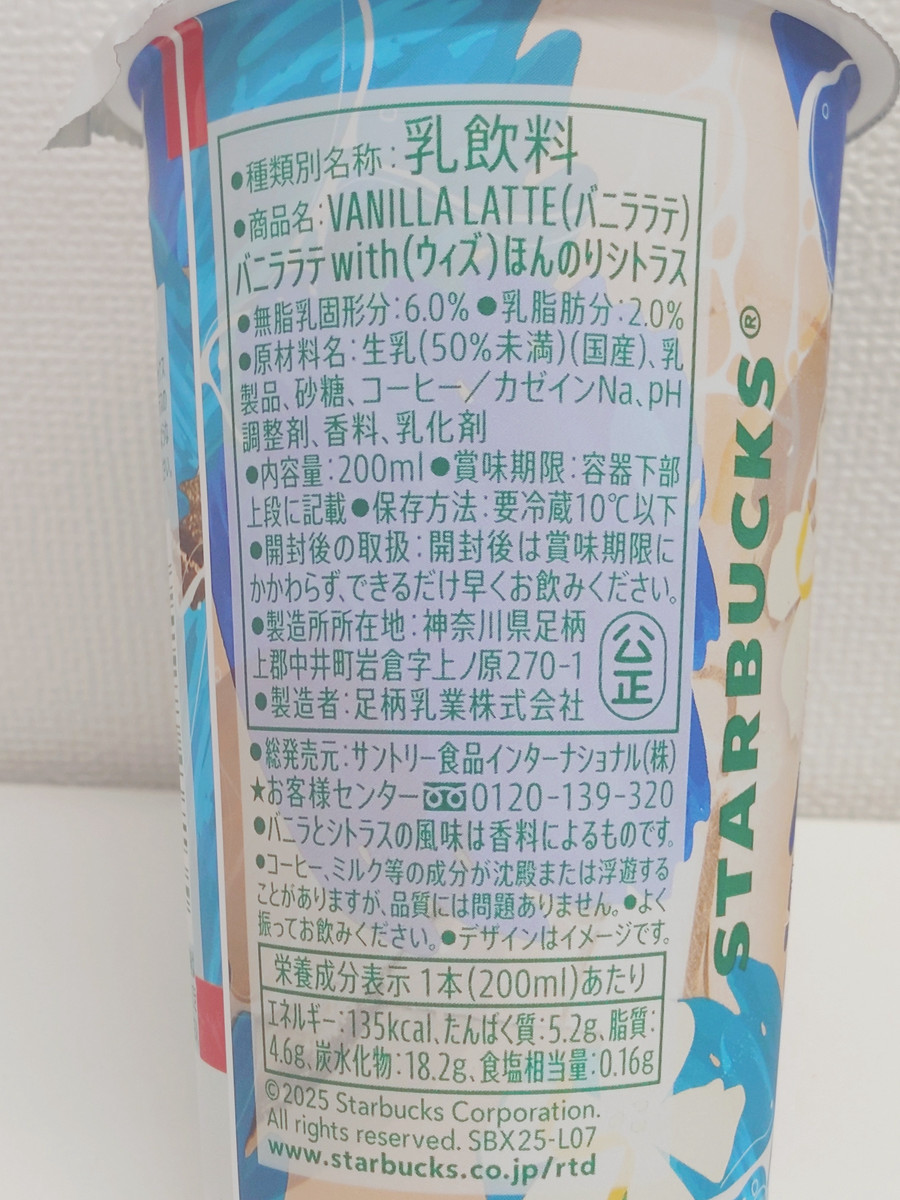 ●種類別名称:乳飲料
●商品名:VANILLA LATTE(バニララテ)
バニララテwith(ウィズ)ほんのりシトラス
●無脂乳固形分:6.0% ●乳脂肪分:2.0%
●原材料名:生乳(50%未満)(国産)、乳
製品、砂糖、コーヒー/カゼインNa、pH
調整剤、香料、乳化剤
●内容量:200ml ●賞味期限:容器下部
上段に記載 ●保存方法:要冷蔵10℃以下
●開封後の取扱:開封後は賞味期限に
かかわらず、できるだけ早くお飲みください。
●製造所所在地:神奈川県足柄
上郡中井町岩倉字上ノ原270-1
●製造者:足柄乳業株式会社
公正
●総発売元:サントリー食品インターナショナル(株)
★お客様センター 0120-139-320
●バニラとシトラスの風味は香料によるものです。
●コーヒー、ミルク等の成分が沈殿または浮遊する
ことがありますが、品質には問題ありません。●よく
振ってお飲みください。●デザインはイメージです。
栄養成分表示 1本(200ml)あたり
エネルギー:135kcal、たんぱく質:5.2g、脂質:
4.6g、炭水化物:18.2g、食塩相当量:0.16g
©2025 Starbucks Corporation.
All rights reserved. SBX25-L07
www.starbucks.co.jp/rtd
STARBUCKS®